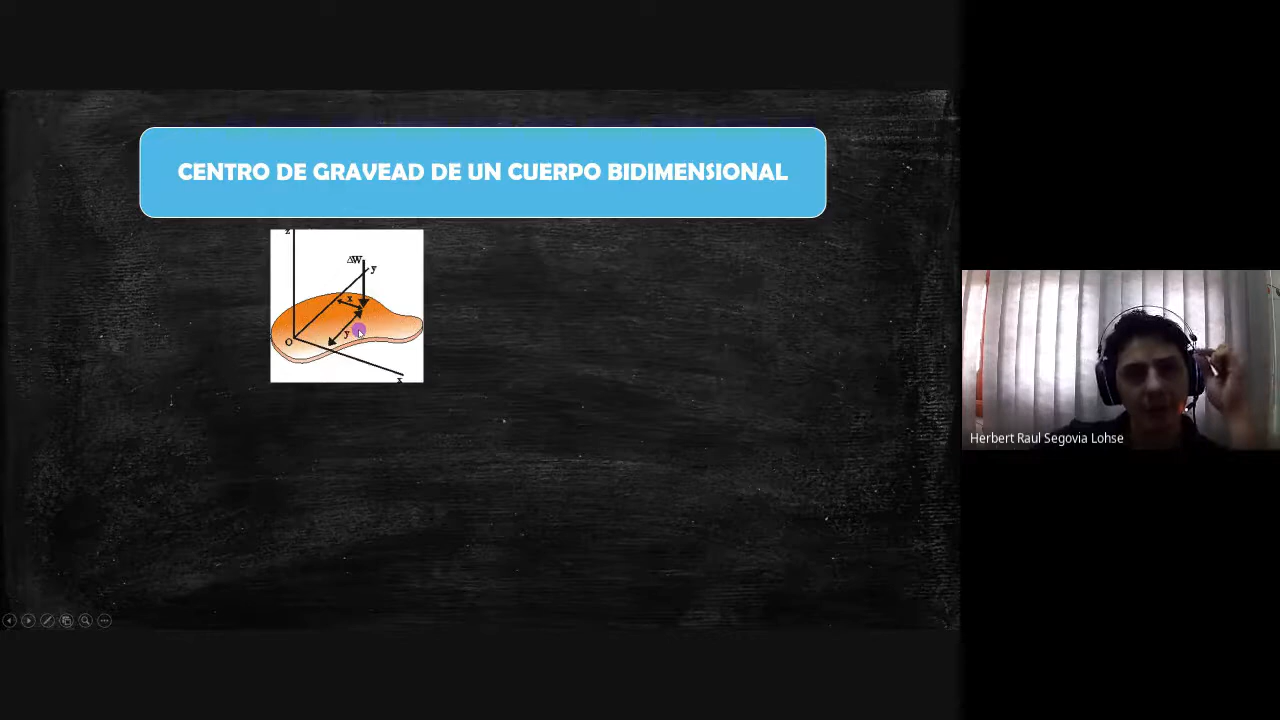 CENTRO DE GRAVEAD DE UN CUERPO BIDIMENSIONAL
z
ΔW
y
x
y
O
x
Herbert Raul Segovia Lohse